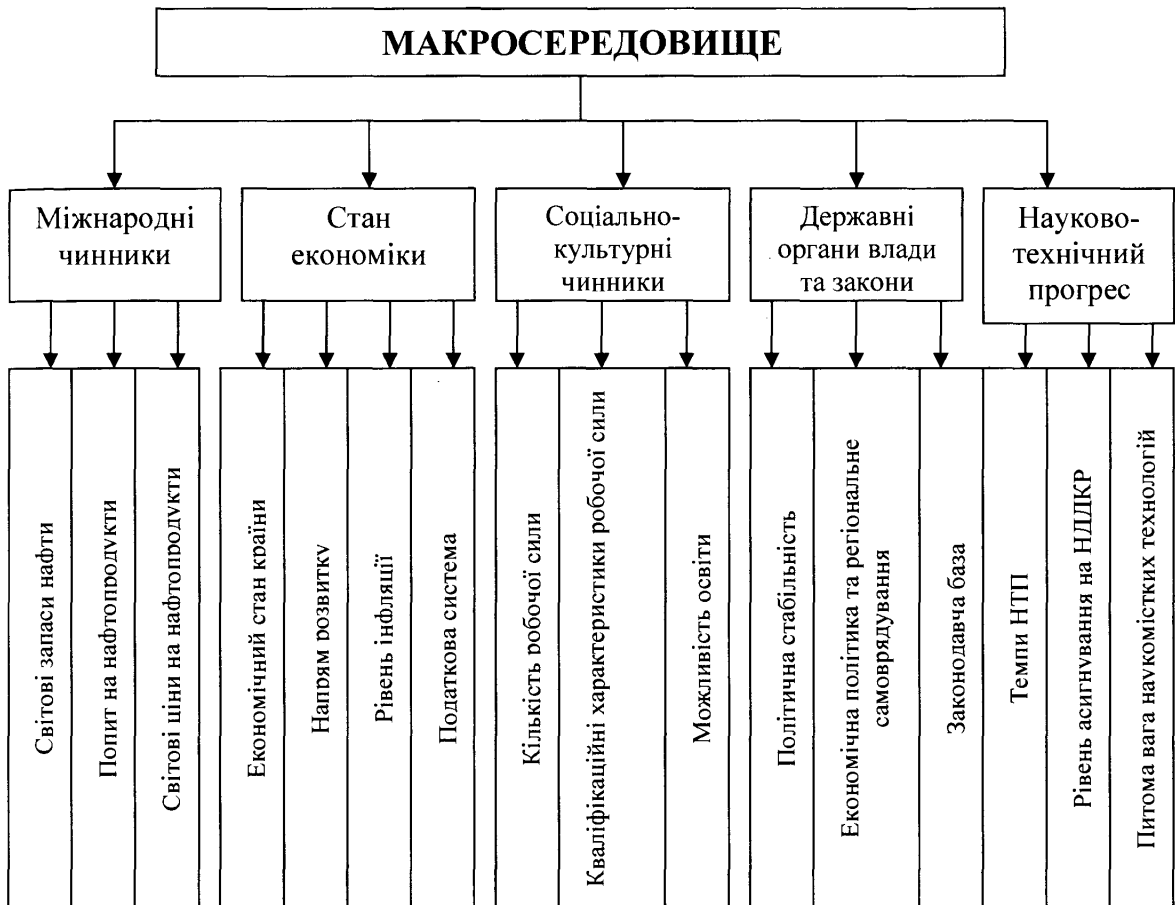 МАКРОСЕРЕДОВИЩЕ
Міжнародні
чинники
Стан
економіки
Соціально-
культурні
чинники
Державні
органи влади
та закони
Науково-
технічний
прогрес
Світові запаси нафти
Попит на нафтопродукти
Світові ціни на нафтопродукти
Економічний стан країни
Напрям розвитку
Рівень інфляції
Податкова система
Кількість робочої сили
Кваліфікаційні характеристики робочої сили
Можливість освіти
Політична стабільність
Економічна політика та регіональне
самоврядування
Законодавча база
Темпи НТП
Рівень асигнування на НДДКР
Питома вага наукомістких технологій